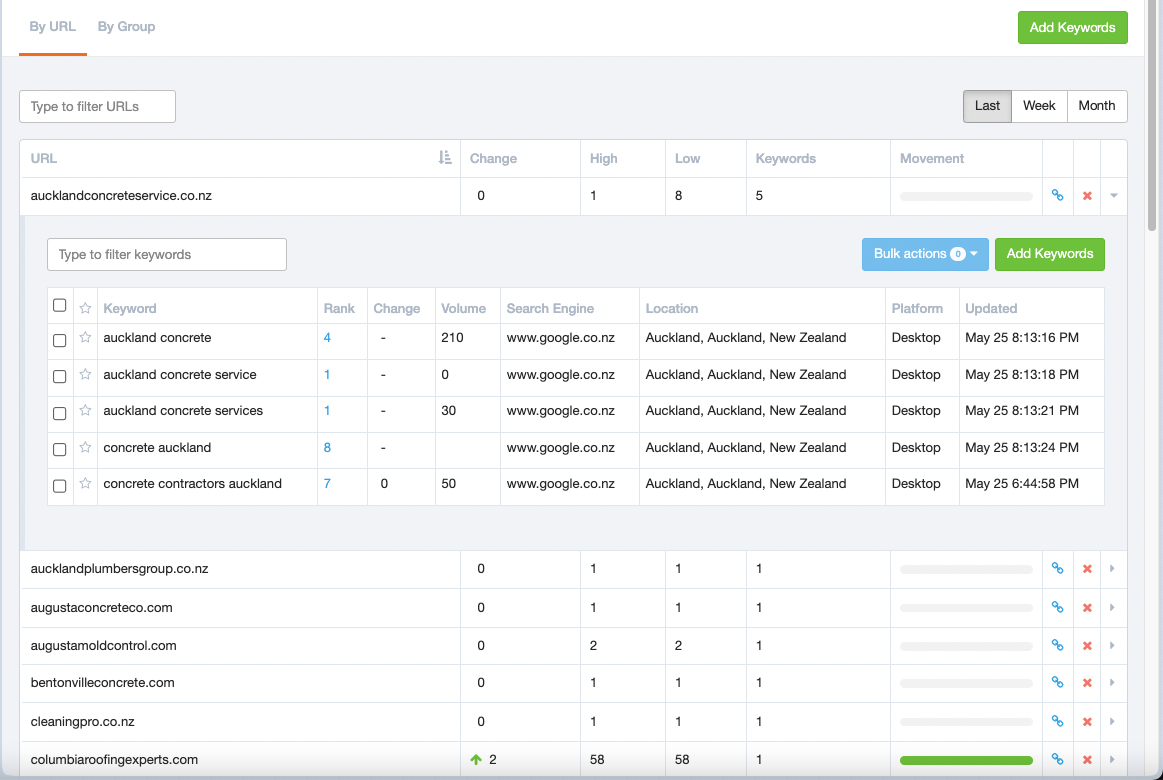 By URL By Group Add Keywords
Type to filter URLs Last Week Month
URL Change High Low Keywords Movement
aucklandconcreteservice.co.nz 0 1 8 5
Type to filter keywords Bulk actions 0 Add Keywords
Keyword Rank Change Volume Search Engine Location Platform Updated
auckland concrete 4 - 210 www.google.co.nz Auckland, Auckland, New Zealand Desktop May 25 8:13:16 PM
auckland concrete service 1 - 0 www.google.co.nz Auckland, Auckland, New Zealand Desktop May 25 8:13:18 PM
auckland concrete services 1 - 30 www.google.co.nz Auckland, Auckland, New Zealand Desktop May 25 8:13:21 PM
concrete auckland 8 - www.google.co.nz Auckland, Auckland, New Zealand Desktop May 25 8:13:24 PM
concrete contractors auckland 7 0 50 www.google.co.nz Auckland, Auckland, New Zealand Desktop May 25 6:44:58 PM
aucklandplumbersgroup.co.nz 0 1 1 1
augustaconcreteco.com 0 1 1 1
augustamoldcontrol.com 0 2 2 1
bentonvilleconcrete.com 0 1 1 1
cleaningpro.co.nz 0 1 1 1
columbiaroofingexperts.com 2 58 58 1